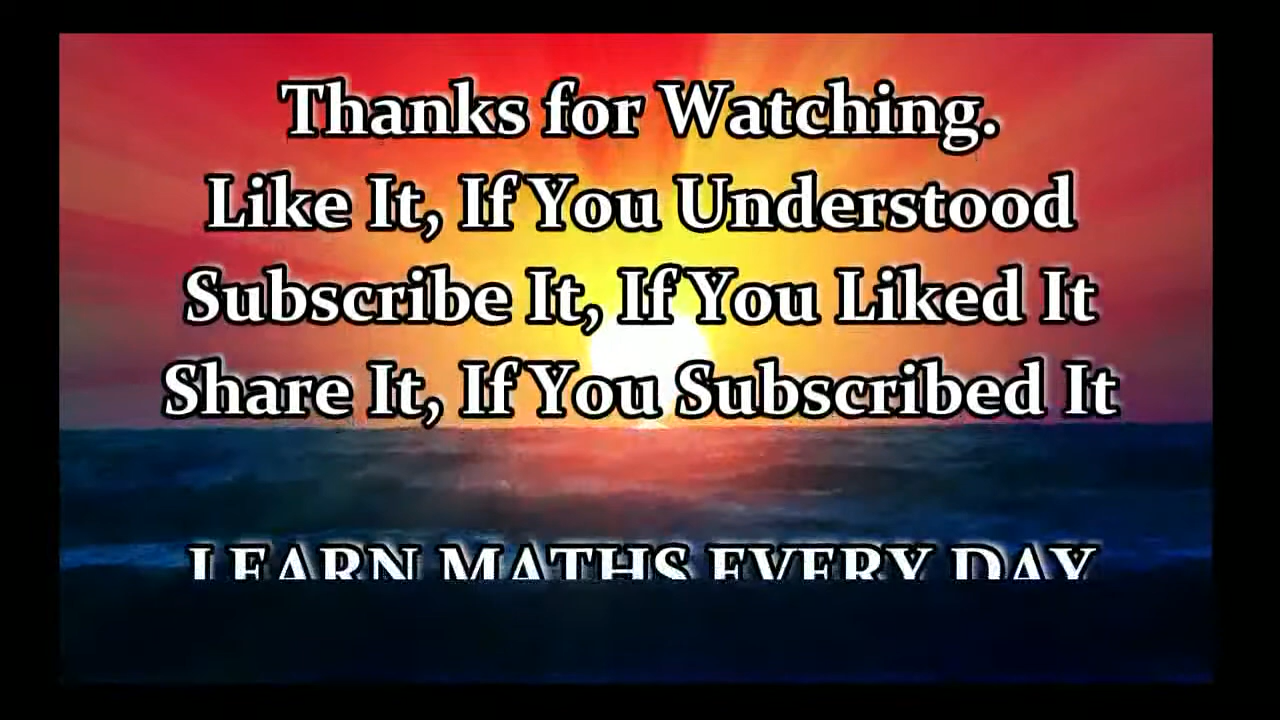 Thanks for Watching.
Like It, If You Understood
Subscribe It, If You Liked It
Share It, If You Subscribed It
LEARN MATHS EVERY DAY